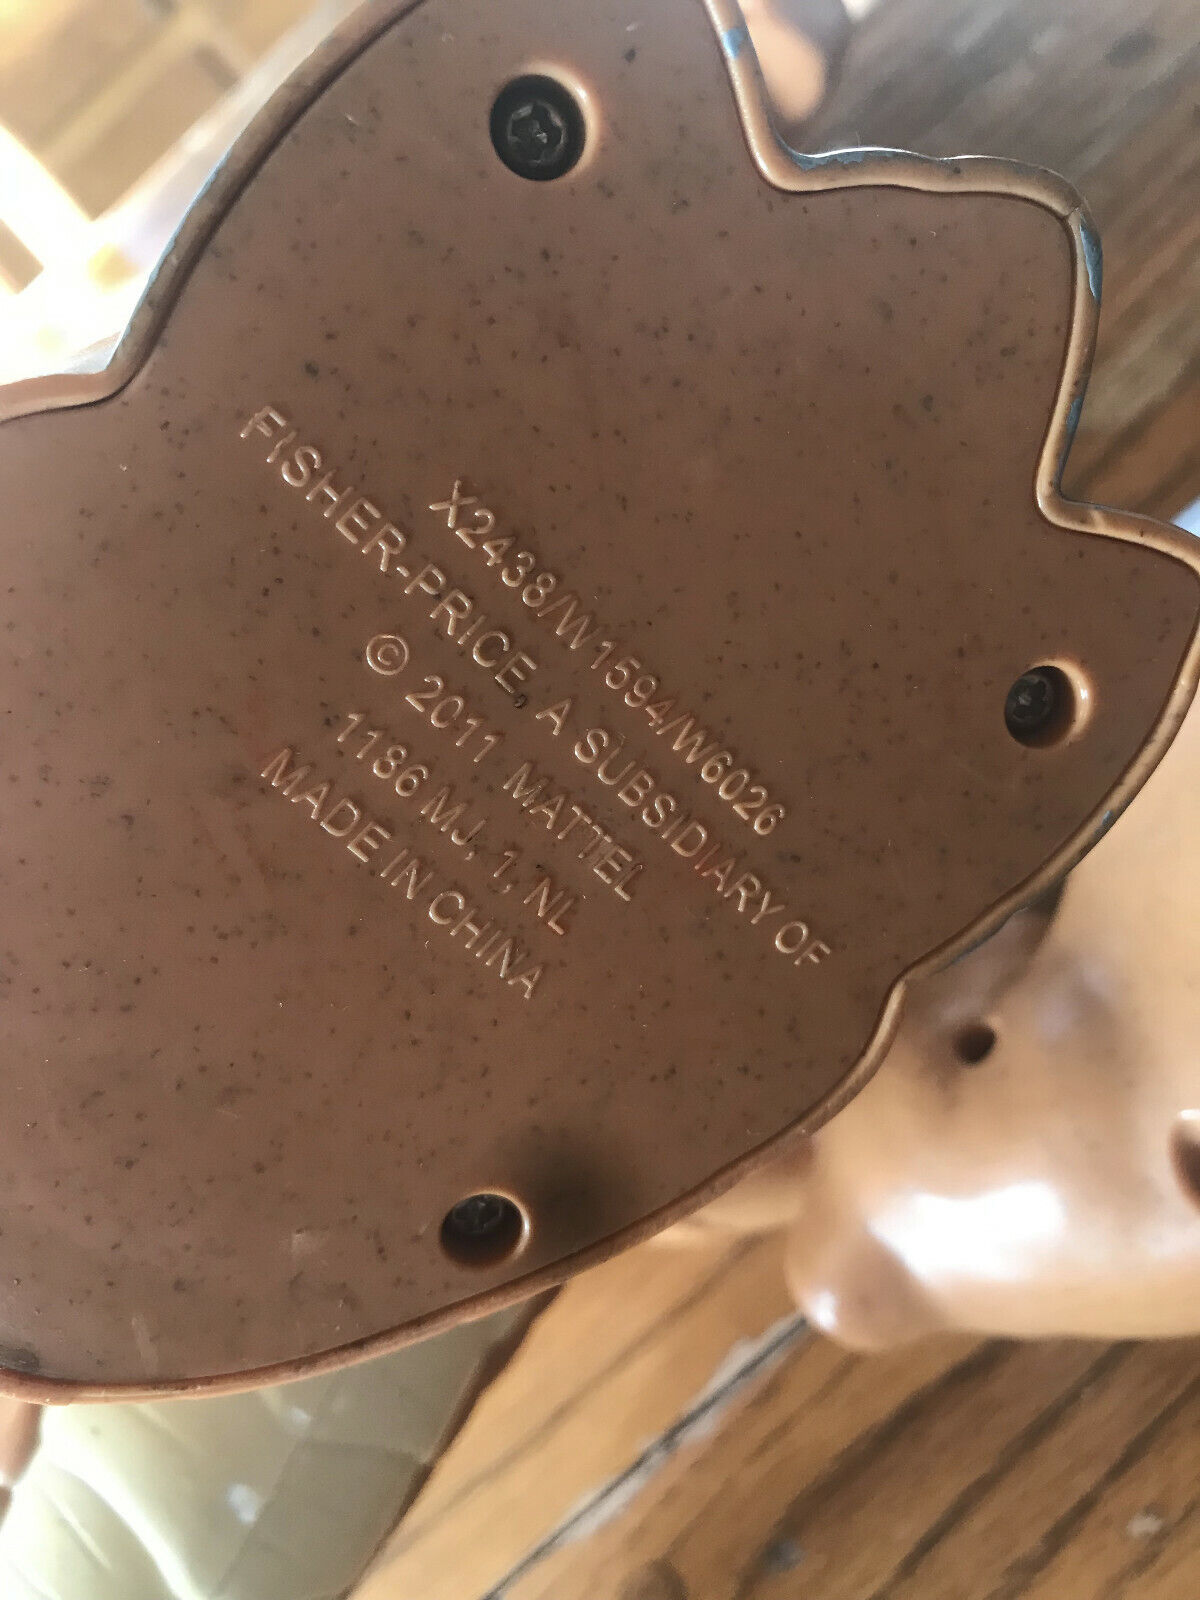 X2438/W1594/W6026
FISHER-PRICE, A SUBSIDIARY OF
© 2011 MATTEL
1186 MJ, 1, NL
MADE IN CHINA